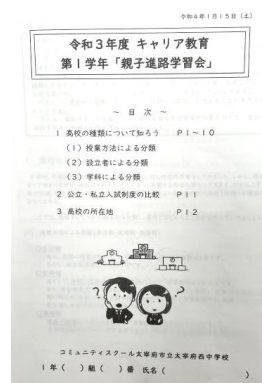 令和4年1月15日(土)
令和3年度 キャリア教育
第1学年「親子進路学習会」
~ 目 次 ~
1 高校の種類について知ろう P1~10
(1)授業方法による分類
(2)設立者による分類
(3)学科による分類
2 公立・私立入試制度の比較 P11
3 高校の所在地 P12
? ?
コミュニティスクール太宰府市立太宰府西中学校
1年( )組( )番 氏名( )